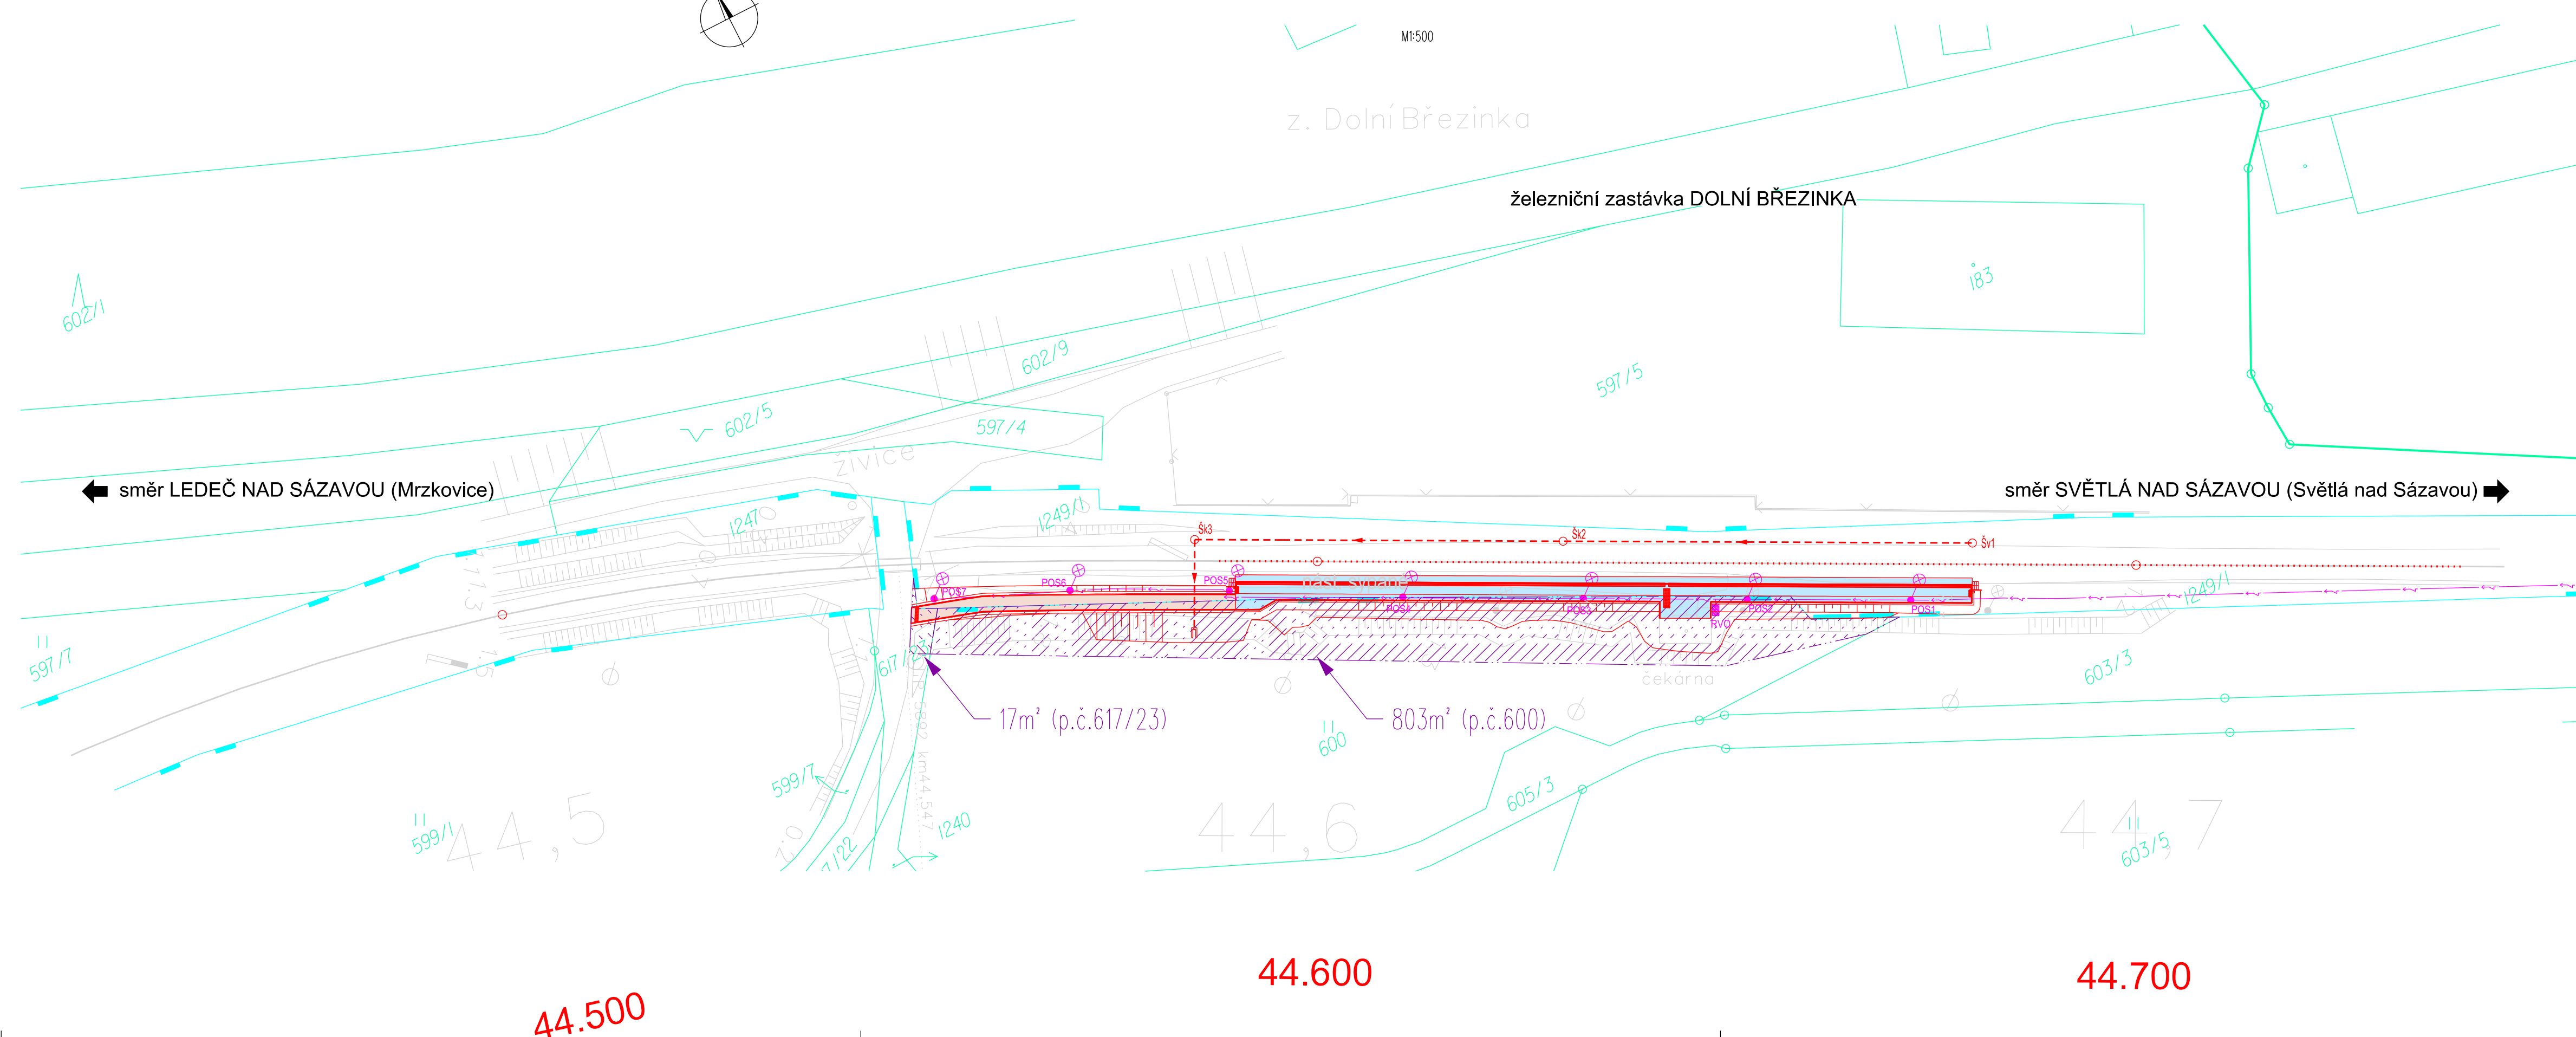 M1:500
z. Dolní Březinka
železniční zastávka DOLNÍ BŘEZINKA
183
602/1
602/9
597/5
602/5
597/4
živice
směr LEDEČ NAD SÁZAVOU (Mrzkovice)
směr SVĚTLÁ NAD SÁZAVOU (Světlá nad Sázavou)
1247
1249/1
Šk3
Šk2
Šv1
POS7
POS6
POS5
POS4
POS3
POS2
POS1
RVO
1249/1
597/7
617/23
603/3
čekárna
17m² (p.č.617/23)
803m² (p.č.600)
600
599/7
605/3
599/1
1240
44,5
44,6
44,7
603/5
44.600
44.700
44.500